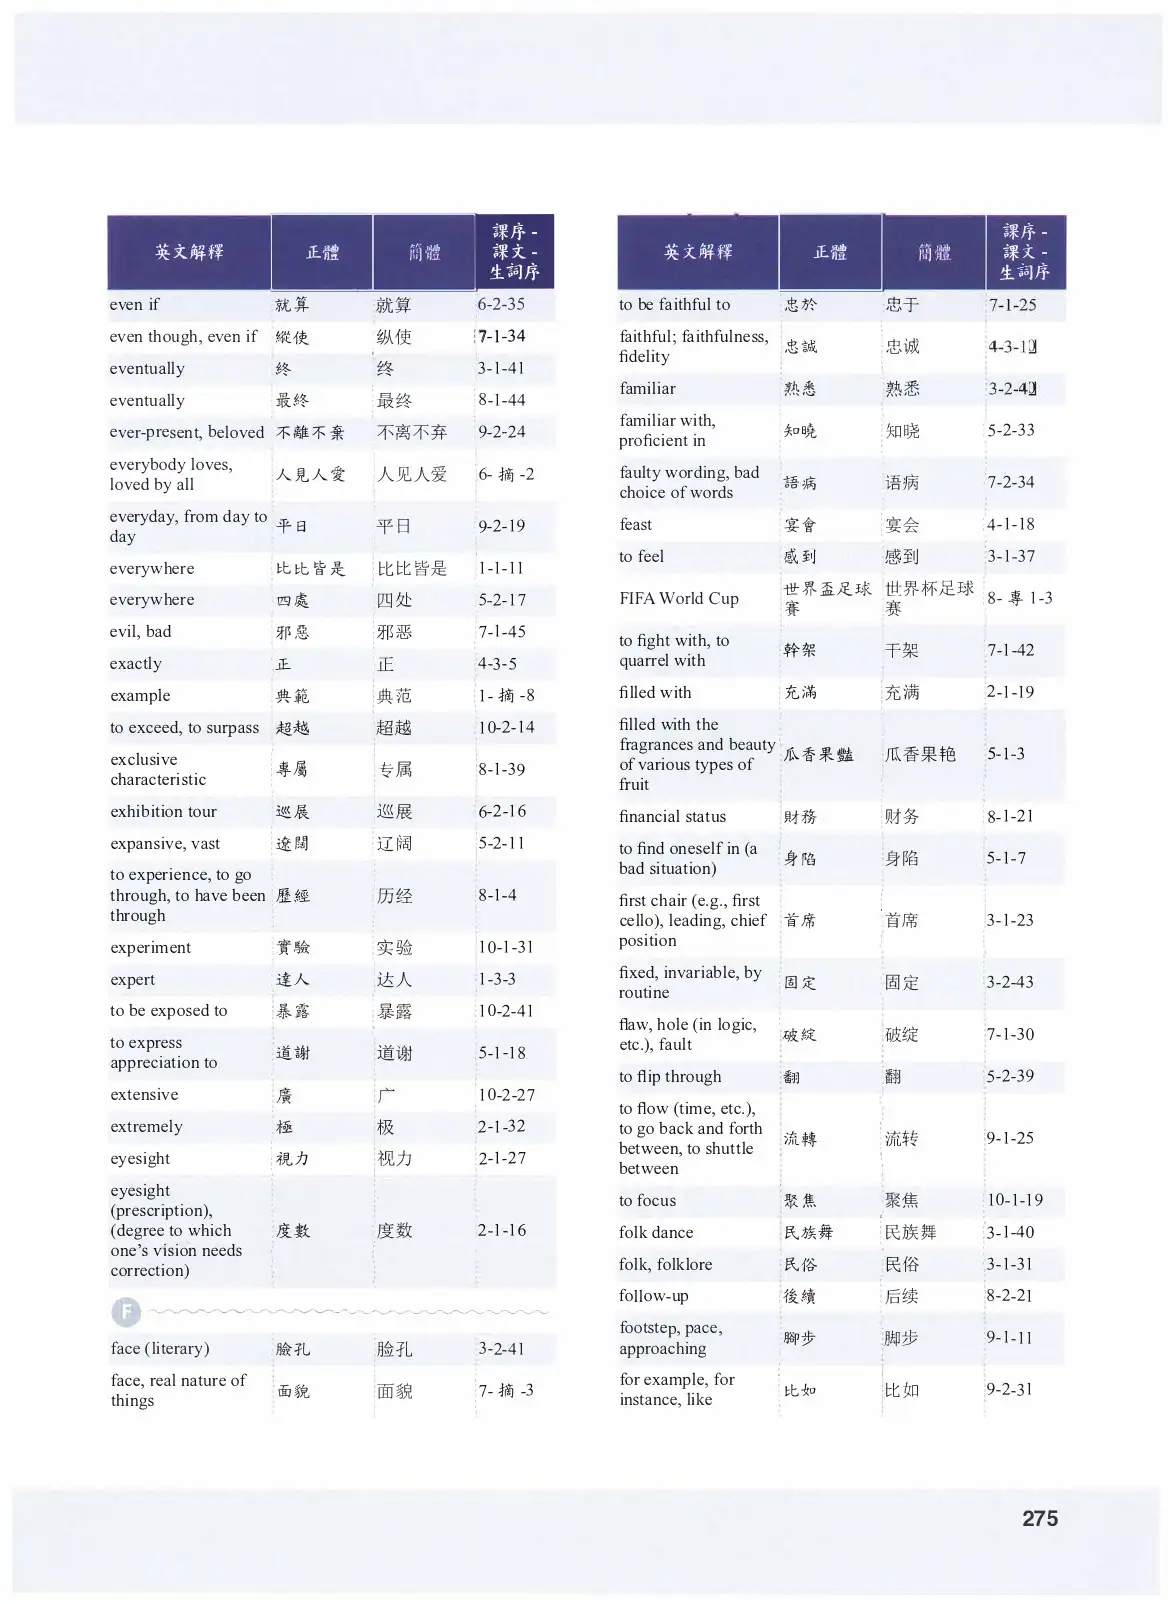 英文解釋 正體 簡體 課序-課文-生詞序
even if 就算 就算 6-2-35
even though, even if 縱使 纵使 7-1-34
eventually 終 终 3-1-41
eventually 最終 最终 8-1-44
ever-present, beloved 不離不棄 不离不弃 9-2-24
everybody loves,
loved by all 人見人愛 人见人爱 6- 摘 -2
everyday, from day to
day 平日 平日 9-2-19
everywhere 比比皆是 比比皆是 1-1-11
everywhere 四處 四处 5-2-17
evil, bad 邪惡 邪恶 7-1-45
exactly 正 正 4-3-5
example 典範 典范 1- 摘 -8
to exceed, to surpass 超越 超越 10-2-14
exclusive
characteristic 專屬 专属 8-1-39
exhibition tour 巡展 巡展 6-2-16
expansive, vast 遼闊 辽阔 5-2-11
to experience, to go
through, to have been
through 歷經 历经 8-1-4
experiment 實驗 实验 10-1-31
expert 達人 达人 1-3-3
to be exposed to 暴露 暴露 10-2-41
to express
appreciation to 道謝 道谢 5-1-18
extensive 廣 广 10-2-27
extremely 極 极 2-1-32
eyesight 視力 视力 2-1-27
eyesight
(prescription),
(degree to which
one's vision needs
correction) 度數 度数 2-1-16
F
face (literary) 臉孔 脸孔 3-2-41
face, real nature of
things 面貌 面貌 7- 摘 -3
英文解釋 正體 簡體 課序-課文-生詞序
to be faithful to 忠於 忠于 7-1-25
faithful; faithfulness,
fidelity 忠誠 忠诚
familiar 熟悉 熟悉
familiar with,
proficient in 知曉 知晓 5-2-33
faulty wording, bad
choice of words 語病 语病 7-2-34
feast 宴會 宴会 4-1-18
to feel 感到 感到 3-1-37
FIFA World Cup 世界盃足球賽 世界杯足球赛 8- 專 1-3
to fight with, to
quarrel with 幹架 干架 7-1-42
filled with 充滿 充满 2-1-19
filled with the
fragrances and beauty
of various types of
fruit 瓜香果豔 瓜香果艳 5-1-3
financial status 財務 财务 8-1-21
to find oneself in (a
bad situation) 身陷 身陷 5-1-7
first chair (e.g., first
cello), leading, chief
position 首席 首席 3-1-23
fixed, invariable, by
routine 固定 固定 3-2-43
flaw, hole (in logic,
etc.), fault 破綻 破绽 7-1-30
to flip through 翻 翻 5-2-39
to flow (time, etc.),
to go back and forth
between, to shuttle
between 流轉 流转 9-1-25
to focus 聚焦 聚焦 10-1-19
folk dance 民族舞 民族舞 3-1-40
folk, folklore 民俗 民俗 3-1-31
follow-up 後續 后续 8-2-21
footstep, pace,
approaching 腳步 脚步 9-1-11
for example, for
instance, like 比如 比如 9-2-31
275